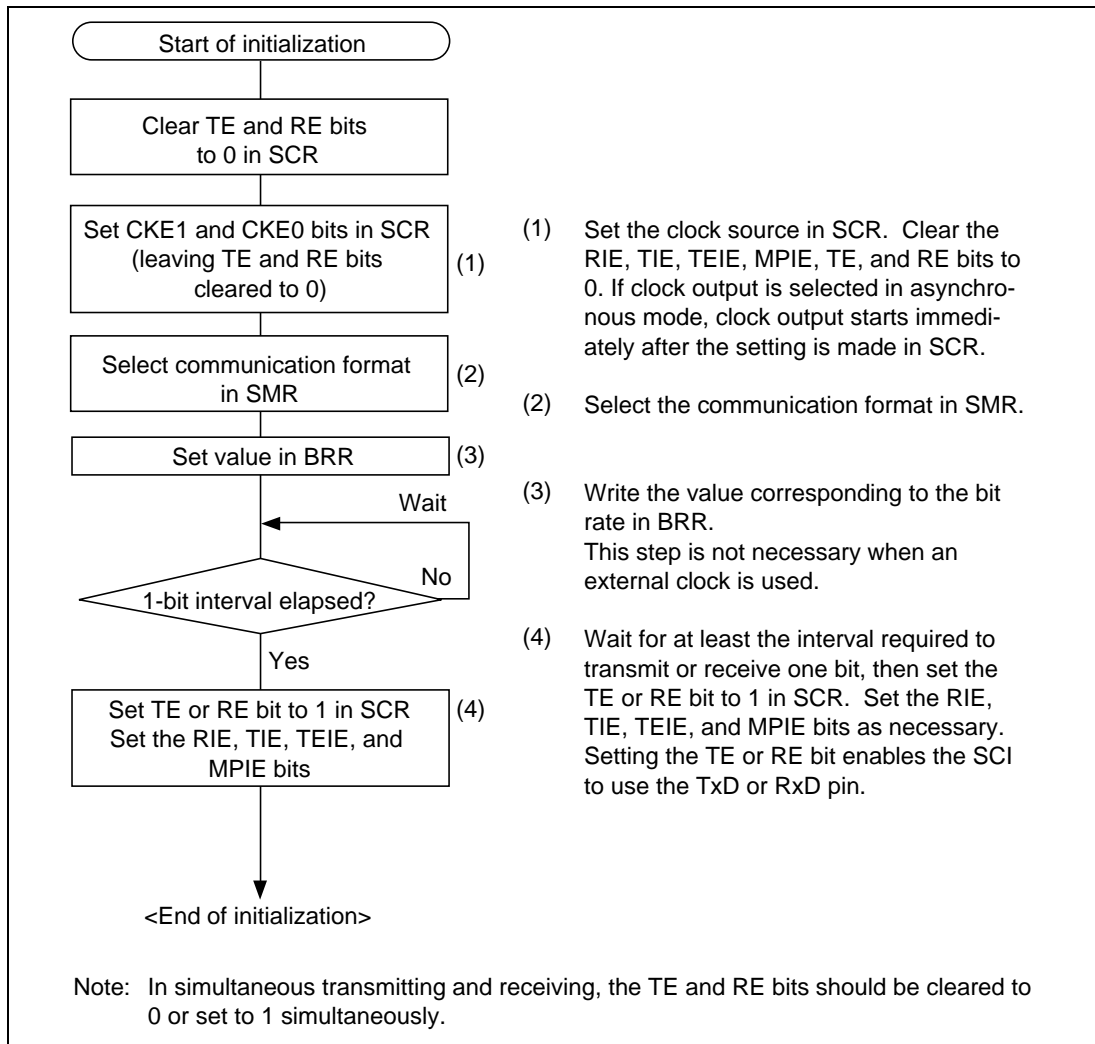 Start of initialization
Clear TE and RE bits
to 0 in SCR
Set CKE1 and CKE0 bits in SCR
(leaving TE and RE bits
cleared to 0)
(1)
Select communication format
in SMR
(2)
Set value in BRR
(3)
Wait
No
1-bit interval elapsed?
Yes
Set TE or RE bit to 1 in SCR
Set the RIE, TIE, TEIE, and
MPIE bits
(4)
<End of initialization>
(1) Set the clock source in SCR. Clear the
RIE, TIE, TEIE, MPIE, TE, and RE bits to
0. If clock output is selected in asynchro-
nous mode, clock output starts immedi-
ately after the setting is made in SCR.
(2) Select the communication format in SMR.
(3) Write the value corresponding to the bit
rate in BRR.
This step is not necessary when an
external clock is used.
(4) Wait for at least the interval required to
transmit or receive one bit, then set the
TE or RE bit to 1 in SCR. Set the RIE,
TIE, TEIE, and MPIE bits as necessary.
Setting the TE or RE bit enables the SCI
to use the TxD or RxD pin.
Note: In simultaneous transmitting and receiving, the TE and RE bits should be cleared to
0 or set to 1 simultaneously.